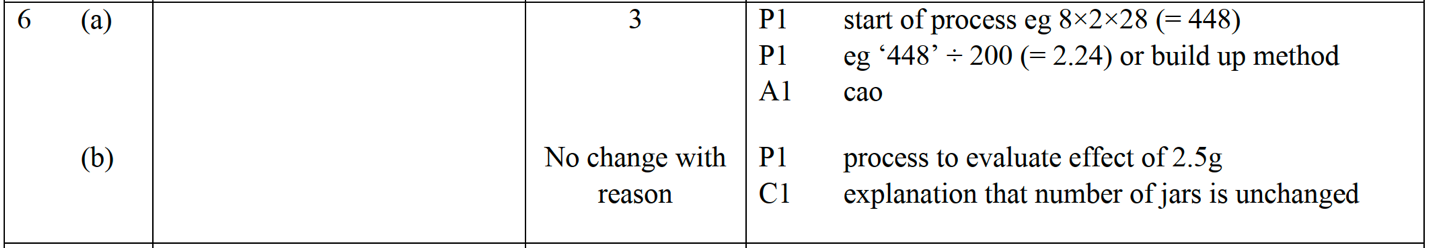 6 (a) 3 P1 start of process eg 8×2×28 (= 448)
P1 eg ‘448’ ÷ 200 (= 2.24) or build up method
A1 cao
(b) No change with P1 process to evaluate effect of 2.5g
reason C1 explanation that number of jars is unchanged